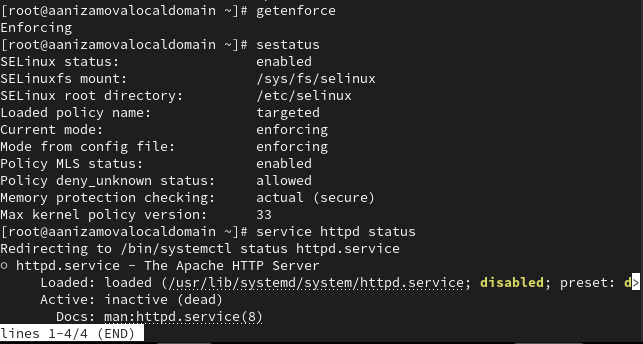 [root@aanizamovalocaldomain ~]# getenforce
Enforcing
[root@aanizamovalocaldomain ~]# sestatus
SELinux status:                 enabled
SELinuxfs mount:                /sys/fs/selinux
SELinux root directory:         /etc/selinux
Loaded policy name:             targeted
Current mode:                   enforcing
Mode from config file:          enforcing
Policy MLS status:              enabled
Policy deny_unknown status:     allowed
Memory protection checking:     actual (secure)
Max kernel policy version:      33
[root@aanizamovalocaldomain ~]# service httpd status
Redirecting to /bin/systemctl status httpd.service
○ httpd.service - The Apache HTTP Server
     Loaded: loaded (/usr/lib/systemd/system/httpd.service; disabled; preset: d>
     Active: inactive (dead)
       Docs: man:httpd.service(8)
lines 1-4/4 (END)